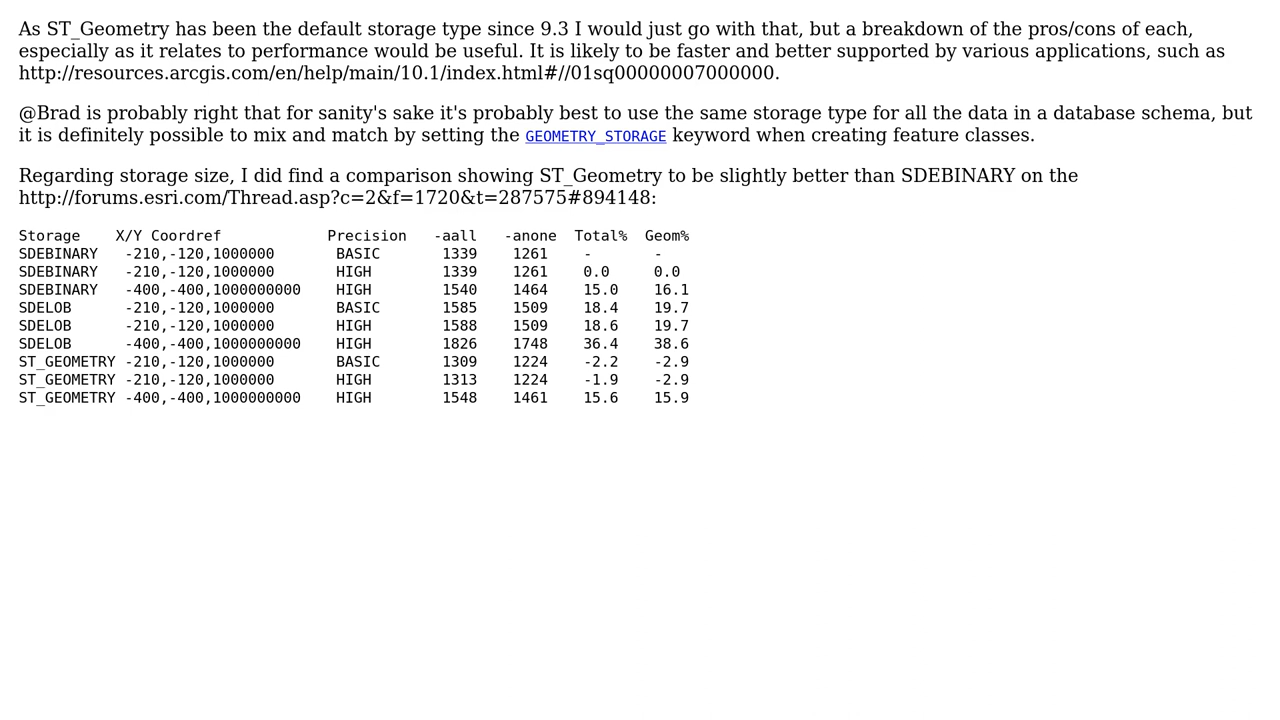 As ST_Geometry has been the default storage type since 9.3 I would just go with that, but a breakdown of the pros/cons of each,
especially as it relates to performance would be useful. It is likely to be faster and better supported by various applications, such as
http://resources.arcgis.com/en/help/main/10.1/index.html#//01sq00000007000000.
@Brad is probably right that for sanity's sake it's probably best to use the same storage type for all the data in a database schema, but
it is definitely possible to mix and match by setting the GEOMETRY_STORAGE keyword when creating feature classes.
Regarding storage size, I did find a comparison showing ST_Geometry to be slightly better than SDEBINARY on the
http://forums.esri.com/Thread.asp?c=2&f=1720&t=287575#894148:
Storage    X/Y Coordref            Precision   -aall   -anone  Total%  Geom%
SDEBINARY   -210,-120,1000000       BASIC       1339    1261    -       -
SDEBINARY   -210,-120,1000000       HIGH        1339    1261    0.0     0.0
SDEBINARY   -400,-400,1000000000    HIGH        1540    1464    15.0    16.1
SDELOB      -210,-120,1000000       BASIC       1585    1509    18.4    19.7
SDELOB      -210,-120,1000000       HIGH        1588    1509    18.6    19.7
SDELOB      -400,-400,1000000000    HIGH        1826    1748    36.4    38.6
ST_GEOMETRY -210,-120,1000000       BASIC       1309    1224    -2.2    -2.9
ST_GEOMETRY -210,-120,1000000       HIGH        1313    1224    -1.9    -2.9
ST_GEOMETRY -400,-400,1000000000    HIGH        1548    1461    15.6    15.9